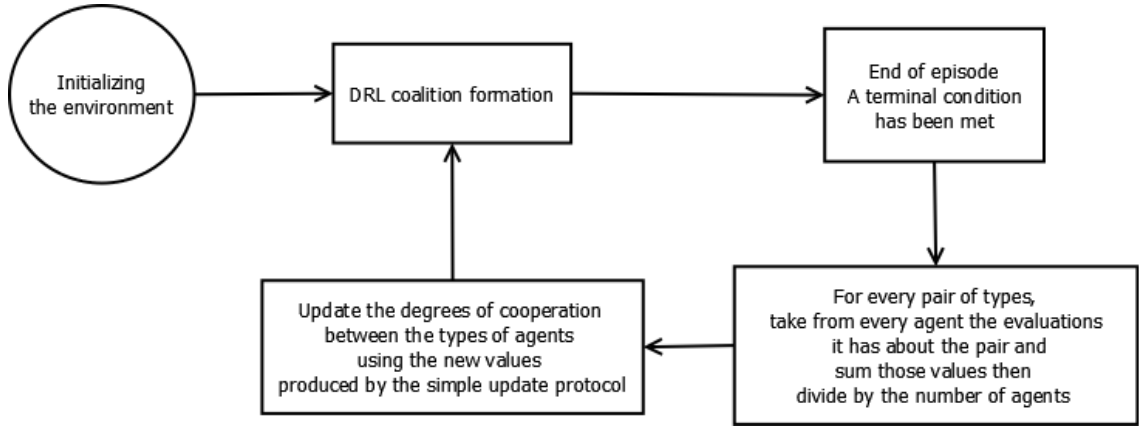 Initializing
the environment
DRL coalition formation
End of episode
A terminal condition
has been met
For every pair of types,
take from every agent the evaluations
it has about the pair and
sum those values then
divide by the number of agents
Update the degrees of cooperation
between the types of agents
using the new values
produced by the simple update protocol